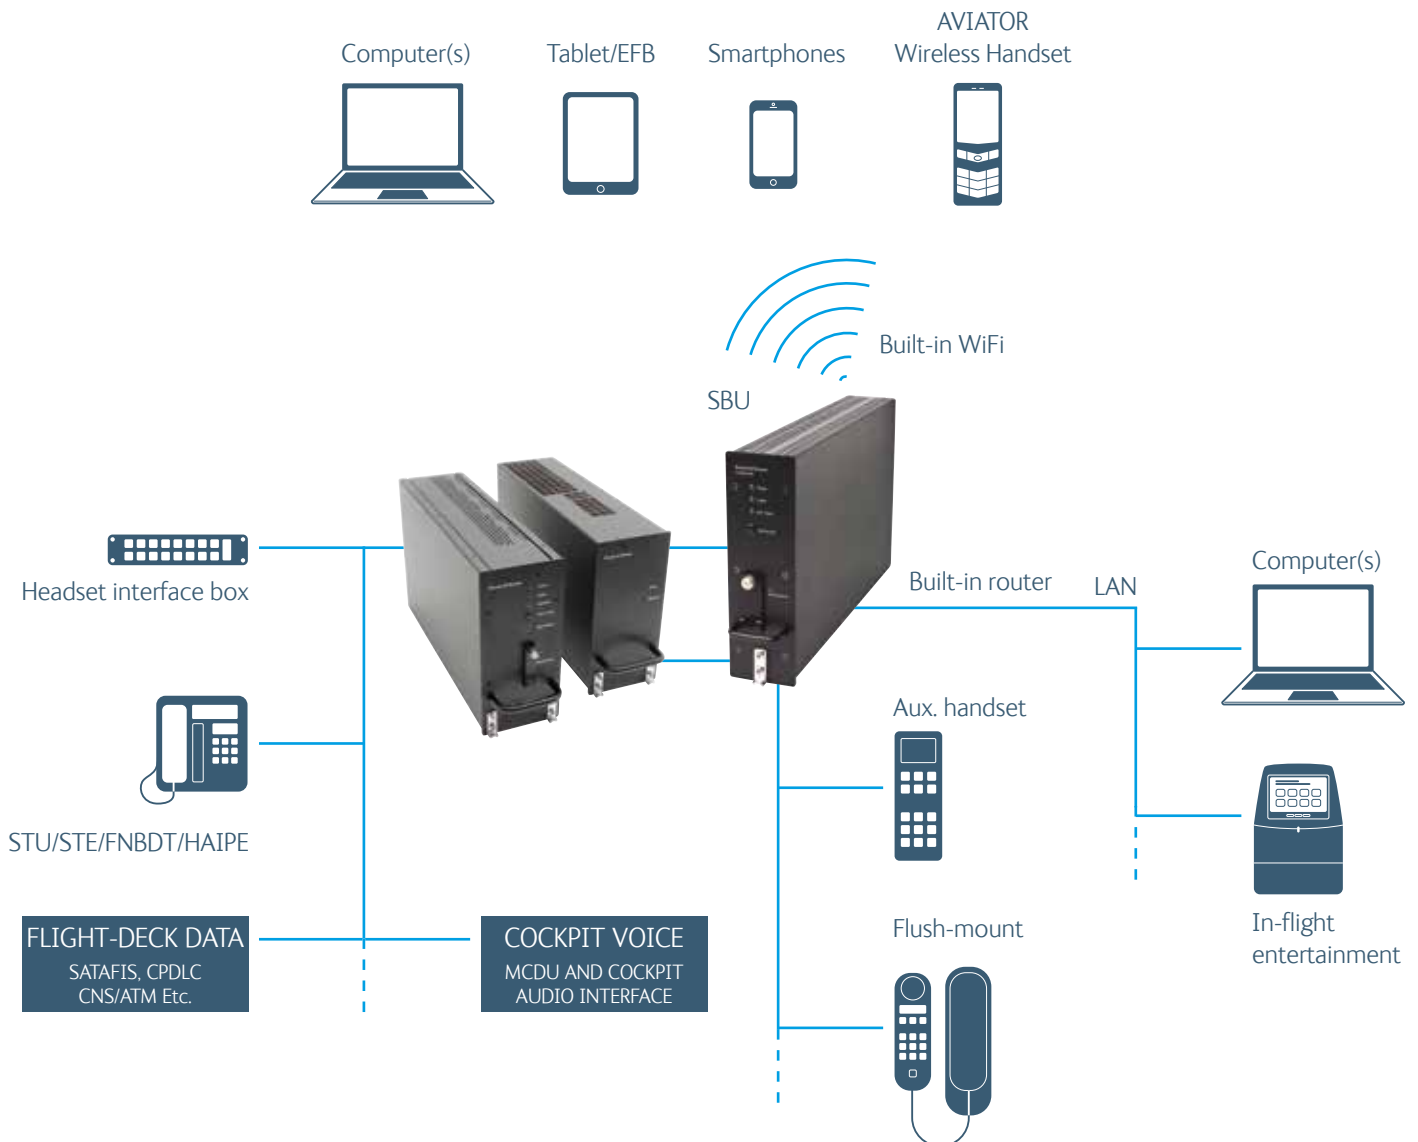 Computer(s)
Tablet/EFB
Smartphones
AVIATOR
Wireless Handset
Built-in WiFi
SBU
Headset interface box
Built-in router
LAN
Computer(s)
Aux. handset
STU/STE/FNBDT/HAIPE
FLIGHT-DECK DATA
SATAFIS, CPDLC
CNS/ATM Etc.
COCKPIT VOICE
MCDU AND COCKPIT
AUDIO INTERFACE
Flush-mount
In-flight
entertainment